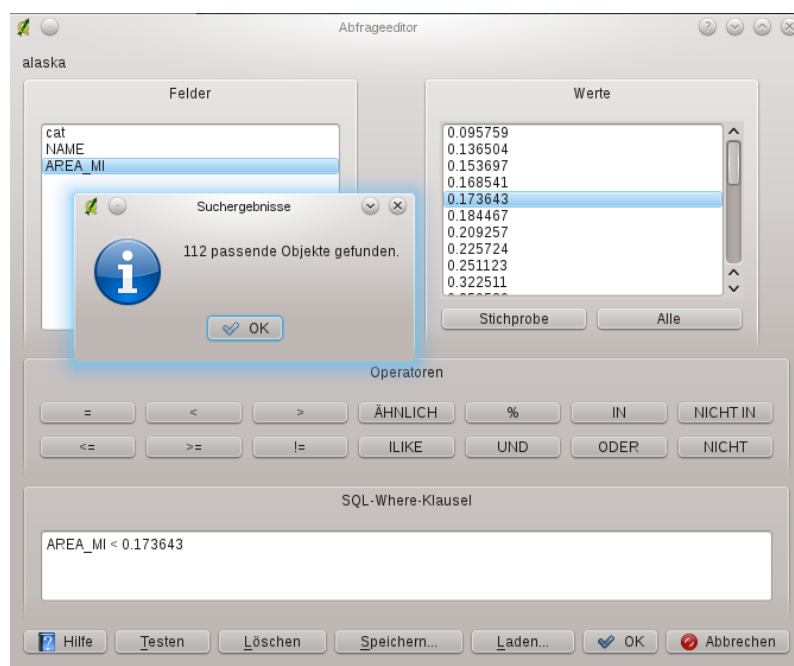 Abfrageeditor
alaska
Felder
cat
NAME
AREA_MI
Werte
0.095759
0.136504
0.153697
0.168541
0.173643
0.184467
0.209257
0.225724
0.251123
0.322511
Stichprobe
Alle
Suchergebnisse
112 passende Objekte gefunden.
OK
Operatoren
= < > ÄHNLICH % IN NICHT IN
<= >= != ILIKE UND ODER NICHT
SQL-Where-Klausel
AREA_MI < 0.173643
Hilfe Testen Löschen Speichern... Laden... OK Abbrechen